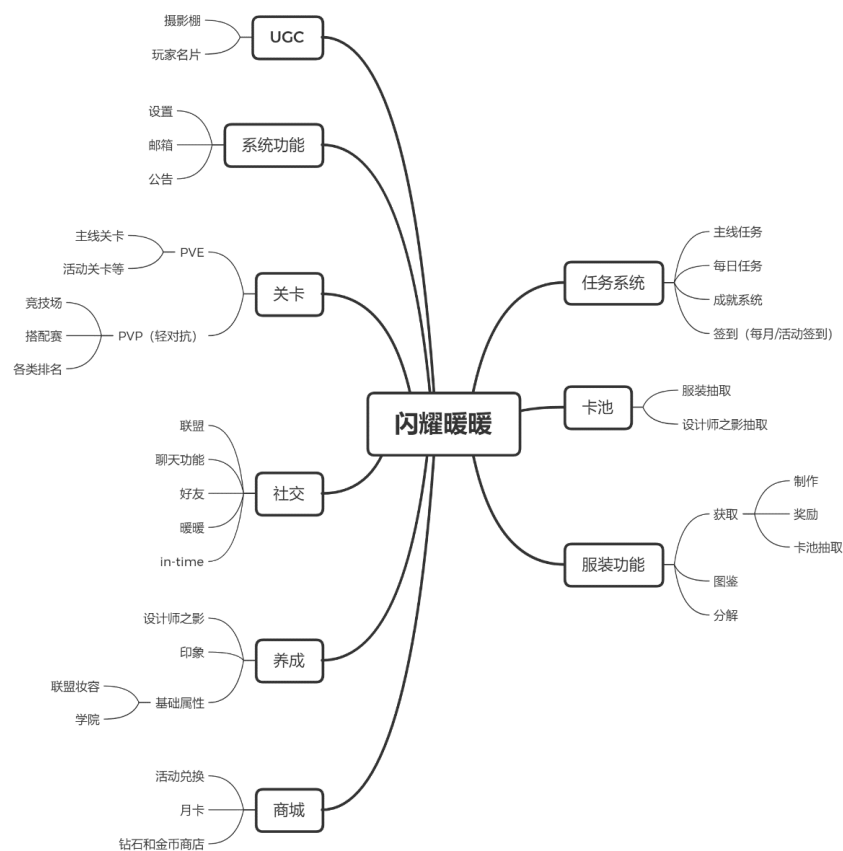 闪耀暖暖
UGC
摄影棚
玩家名片
系统功能
设置
邮箱
公告
关卡
PVE
主线关卡
活动关卡等
PVP（轻对抗）
竞技场
搭配赛
各类排名
社交
联盟
聊天功能
好友
暖暖
in-time
养成
设计师之影
印象
基础属性
联盟妆容
学院
商城
活动兑换
月卡
钻石和金币商店
任务系统
主线任务
每日任务
成就系统
签到（每月/活动签到）
卡池
服装抽取
设计师之影抽取
服装功能
获取
制作
奖励
卡池抽取
图鉴
分解